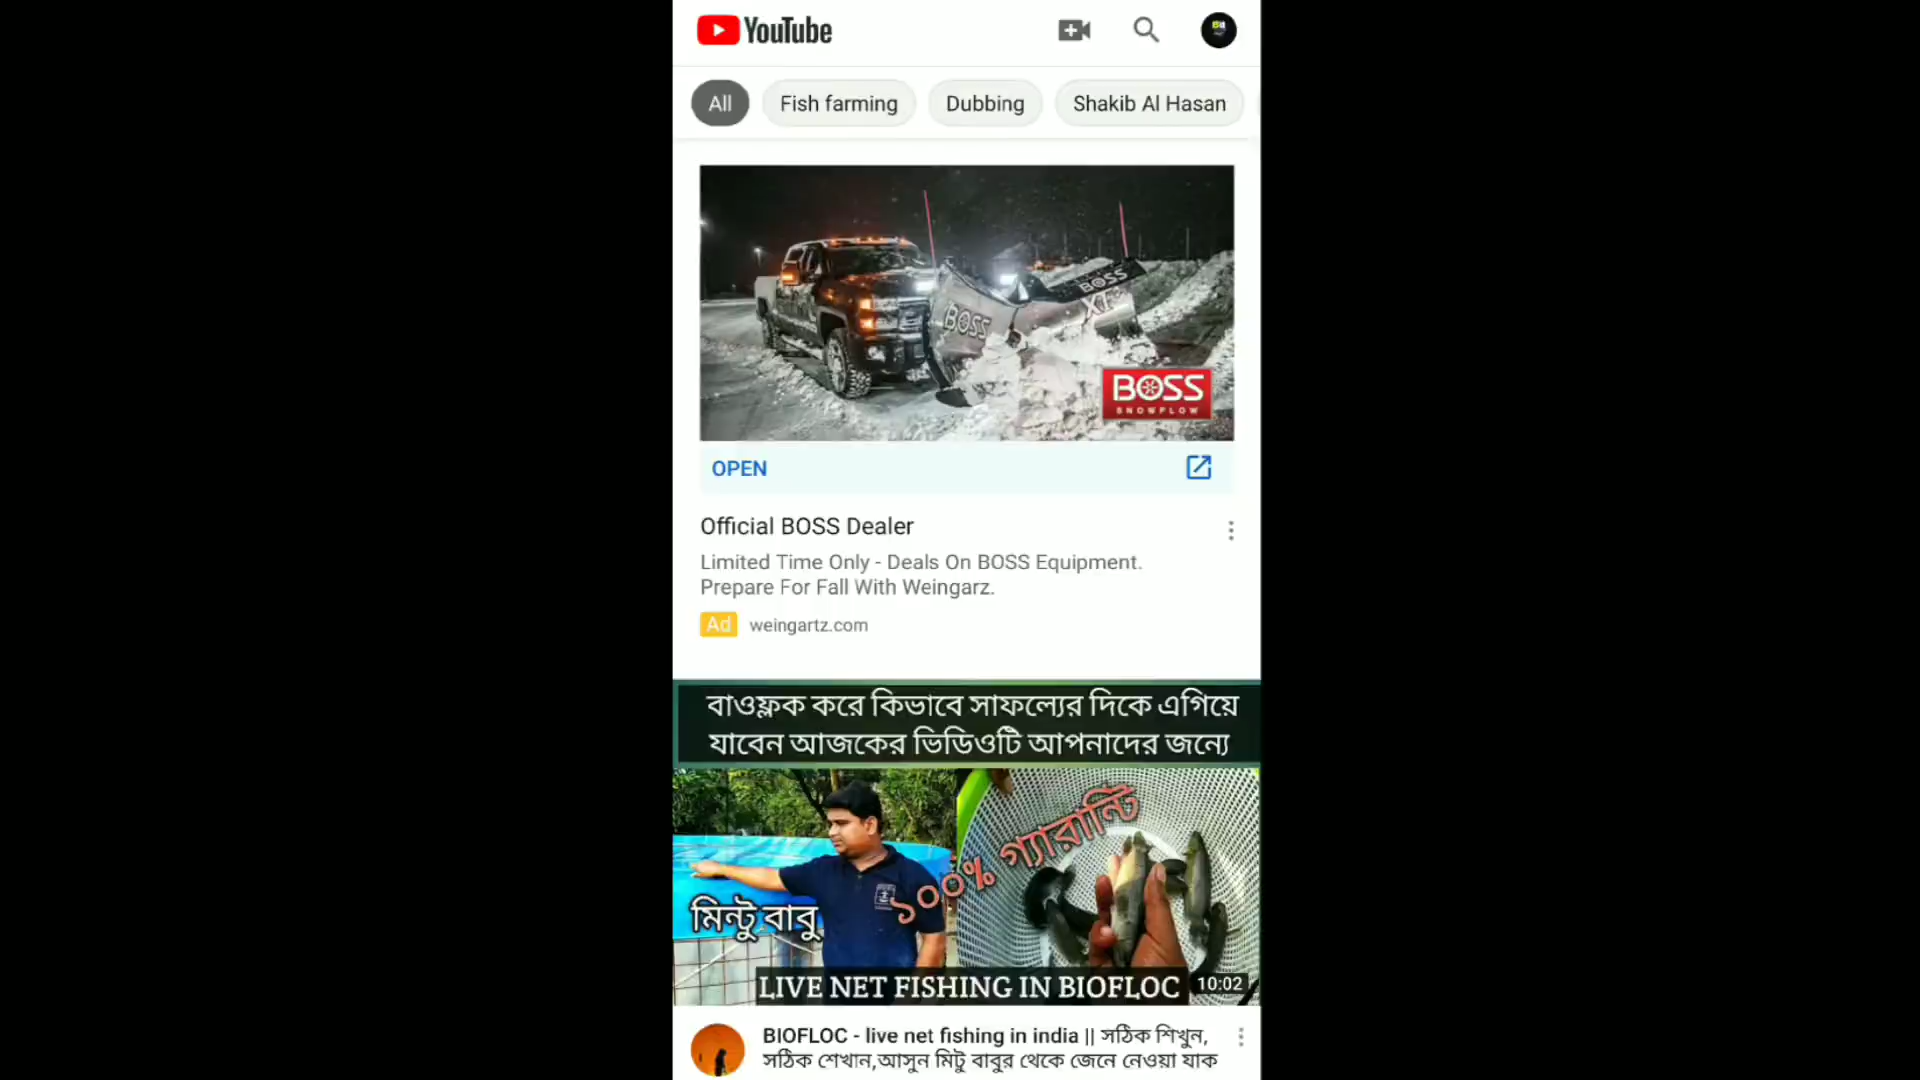 YouTube
All
Fish farming
Dubbing
Shakib Al Hasan
BOSS
BOSS
BOSS
SNOWPLOW
OPEN
Official BOSS Dealer
Limited Time Only - Deals On BOSS Equipment.
Prepare For Fall With Weingarz.
Ad weingartz.com
বাওফ্লক করে কিভাবে সাফল্যের দিকে এগিয়ে
যাবেন আজকের ভিডিওটি আপনাদের জন্যে
১০০% গ্যারান্টি
মিন্টু বাবু
LIVE NET FISHING IN BIOFLOC
10:02
BIOFLOC - live net fishing in india || সঠিক শিখুন,
সঠিক শেখান,আসুন মিটু বাবুর থেকে জেনে নেওয়া যাক